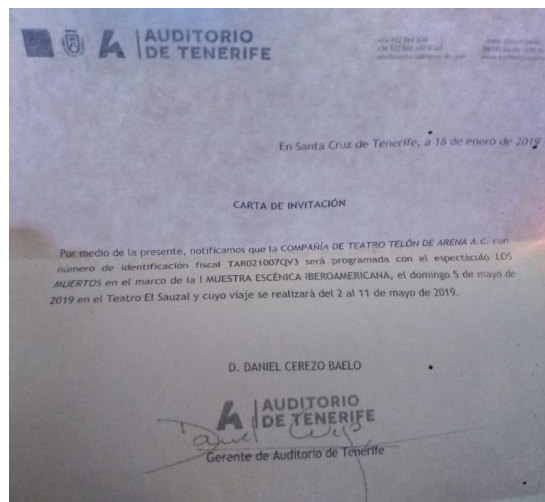 AUDITORIO
DE TENERIFE
En Santa Cruz de Tenerife, a 18 de enero de 2019
CARTA DE INVITACIÓN
Por medio de la presente, notificamos que la COMPAÑÍA DE TEATRO TELÓN DE ARENA A.C. con
número de identificación fiscal TAR021007QV3 será programada con el espectáculo LOS
MUERTOS en el marco de la I MUESTRA ESCÉNICA IBEROAMERICANA, el domingo 5 de mayo de
2019 en el Teatro El Sauzal y cuyo viaje se realizará del 2 al 11 de mayo de 2019.
D. DANIEL CEREZO BAELO
AUDITORIO
DE TENERIFE
Gerente de Auditorio de Tenerife